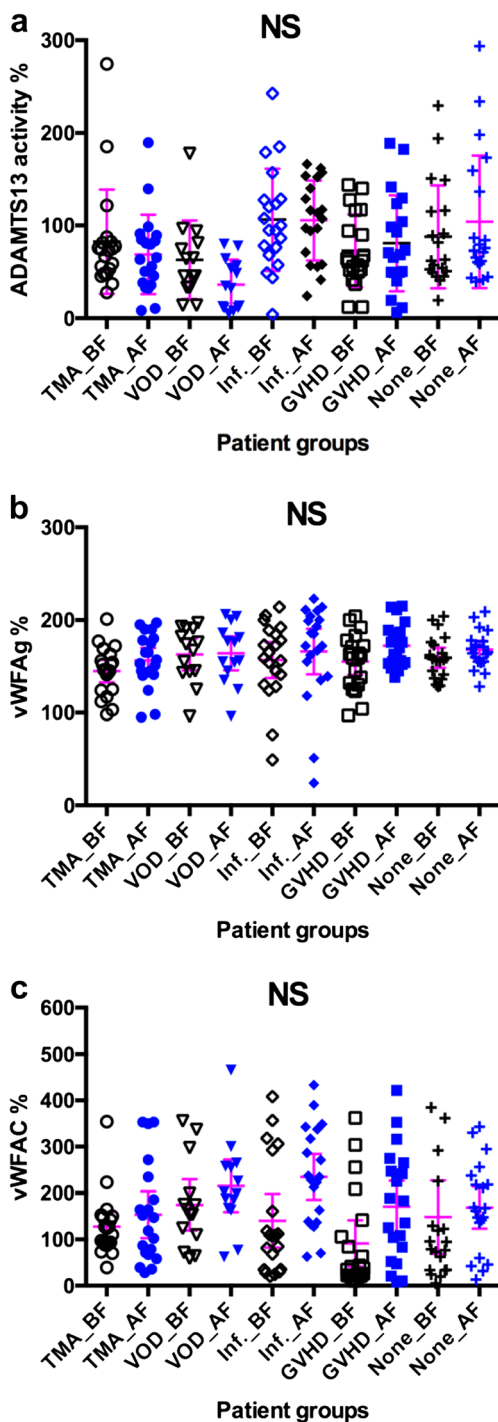 a
NS
ADAMTS13 activity %
300
200
100
0
TMA_BF
TMA_AF
VOD_BF
VOD_AF
Inf._BF
Inf._AF
GVHD_BF
GVHD_AF
None_BF
None_AF
Patient groups
b
NS
vWFAg %
300
200
100
0
TMA_BF
TMA_AF
VOD_BF
VOD_AF
Inf._BF
Inf._AF
GVHD_BF
GVHD_AF
None_BF
None_AF
Patient groups
c
NS
vWFAC %
600
500
400
300
200
100
0
TMA_BF
TMA_AF
VOD_BF
VOD_AF
Inf._BF
Inf._AF
GVHD_BF
GVHD_AF
None_BF
None_AF
Patient groups